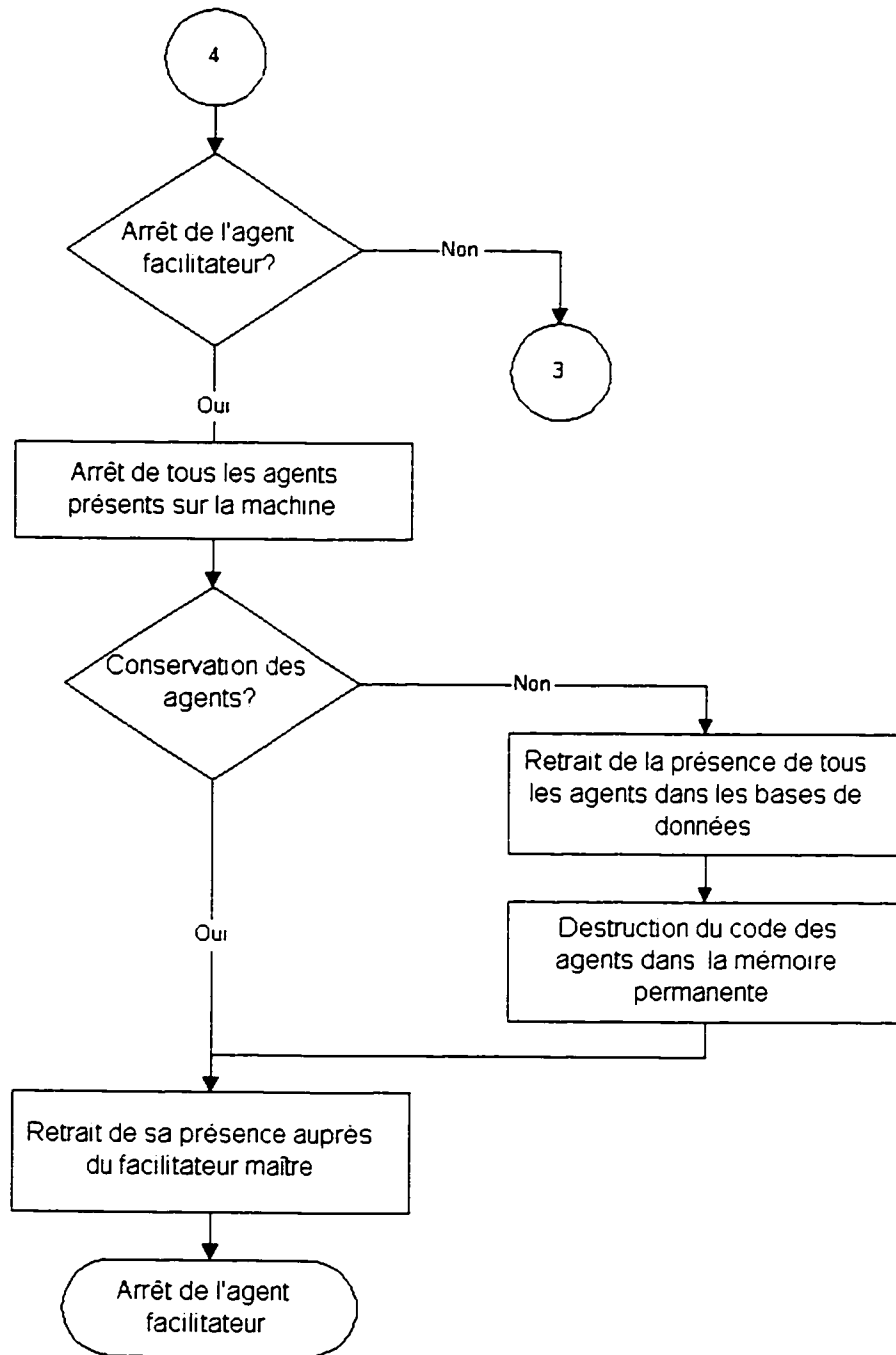 4
Arrêt de l'agent
facilitateur?
Non
3
Oui
Arrêt de tous les agents
présents sur la machine
Conservation des
agents?
Non
Retrait de la présence de tous
les agents dans les bases de
données
Oui
Destruction du code des
agents dans la mémoire
permanente
Retrait de sa présence auprès
du facilitateur maître
Arrêt de l'agent
facilitateur